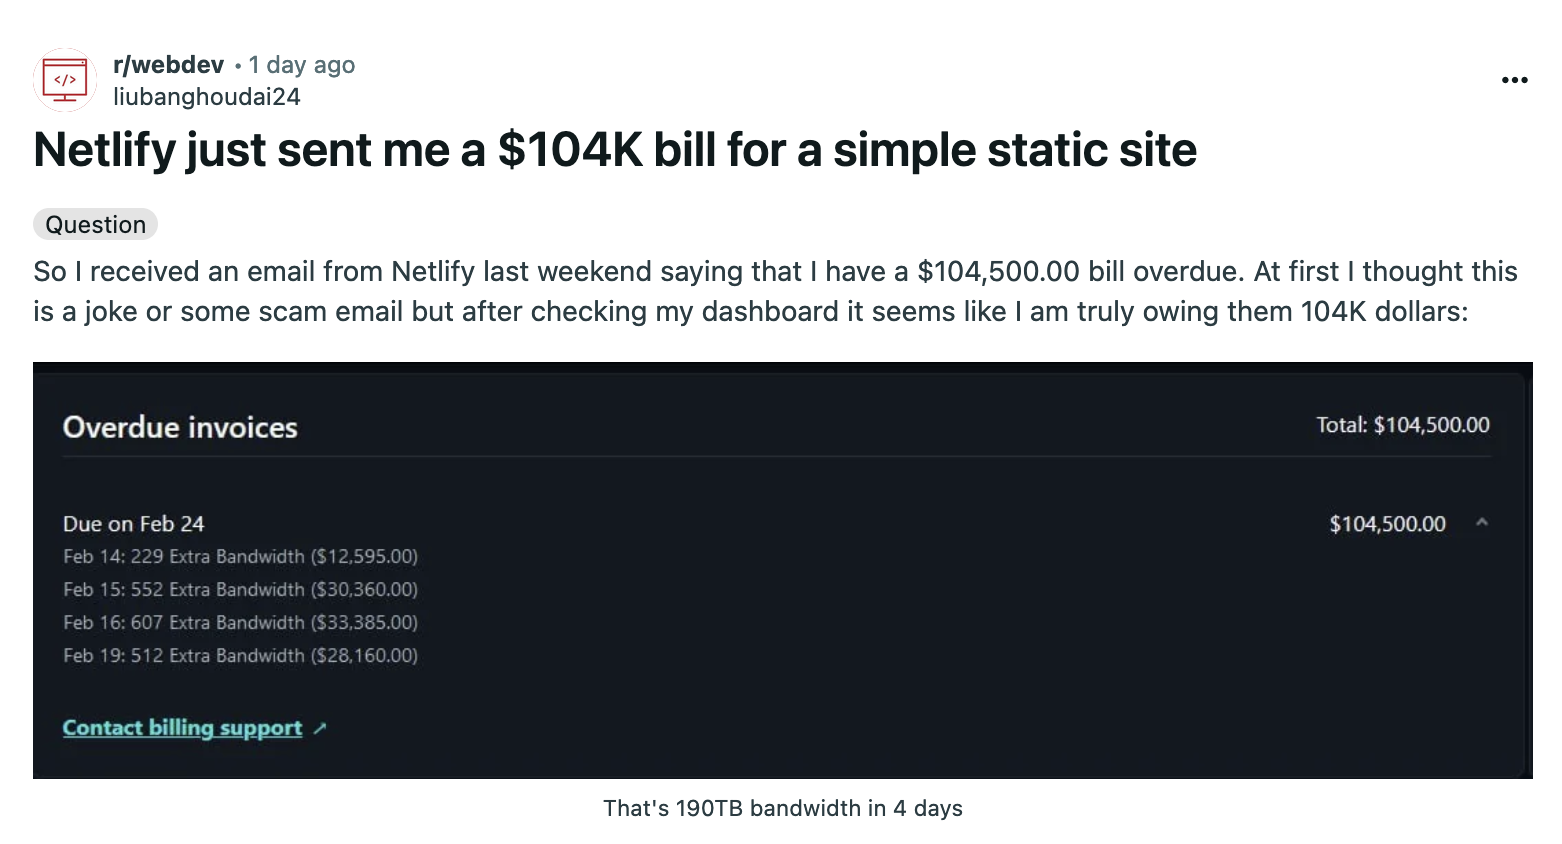 r/webdev • 1 day ago
liubanghoudai24
Netlify just sent me a $104K bill for a simple static site
Question
So I received an email from Netlify last weekend saying that I have a $104,500.00 bill overdue. At first I thought this
is a joke or some scam email but after checking my dashboard it seems like I am truly owing them 104K dollars:
Overdue invoices
Total: $104,500.00
Due on Feb 24
$104,500.00
Feb 14: 229 Extra Bandwidth ($12,595.00)
Feb 15: 552 Extra Bandwidth ($30,360.00)
Feb 16: 607 Extra Bandwidth ($33,385.00)
Feb 19: 512 Extra Bandwidth ($28,160.00)
Contact billing support ↗
That's 190TB bandwidth in 4 days